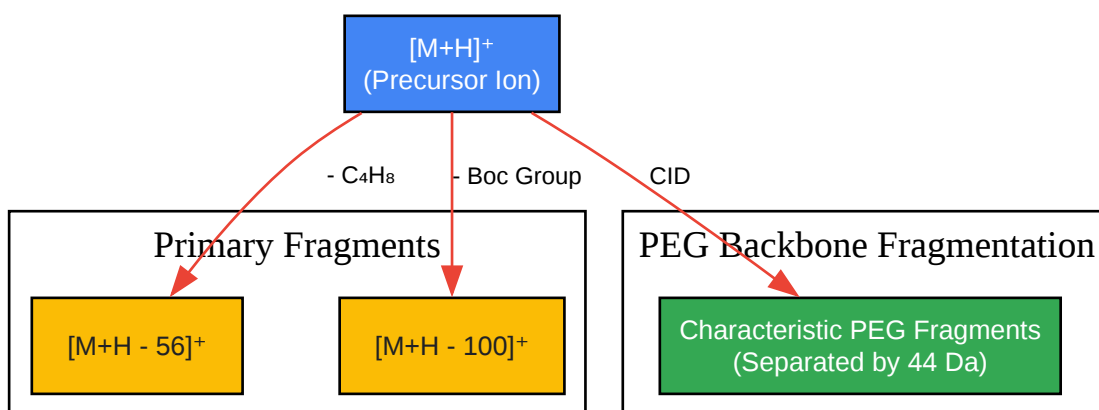 [M+H]⁺
(Precursor Ion)
- C₄H₈
- Boc Group
CID
Primary Fragments
PEG Backbone Fragmentation
[M+H - 56]⁺
[M+H - 100]⁺
Characteristic PEG Fragments
(Separated by 44 Da)